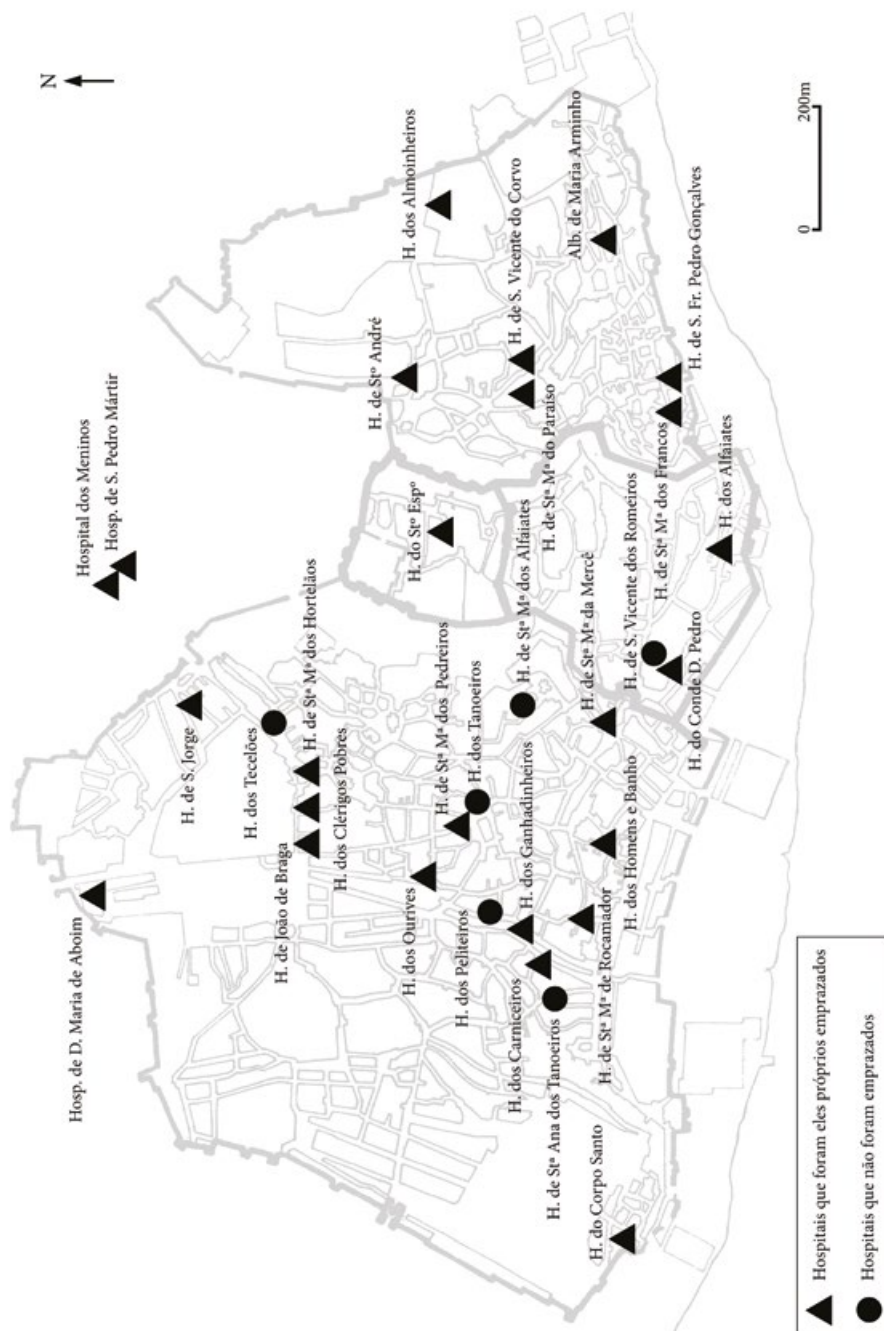 N
Hosp. de D. Maria de Aboim
Hospital dos Meninos
Hosp. de S. Pedro Mártir
H. de S. Jorge
H. dos Tecelões
H. de João de Braga
H. dos Clérigos Pobres
H. de Stª Mª dos Hortelãos
H. de Stº André
H. dos Almoinheiros
H. do Stº Espº
H. dos Ourives
H. de Stª Mª dos Pedreiros
H. dos Tanoeiros
H. dos Peliteiros
H. dos Ganhadinheiros
H. de Stª Mª dos Alfaiates
H. de Stª Mª do Paraíso
H. de S. Vicente do Corvo
H. dos Carniceiros
H. de Stª Ana dos Tanoeiros
H. de Stª Mª de Rocamador
H. dos Homens e Banho
H. de Stª Mª da Mercê
Alb. de Maria Arminho
H. do Corpo Santo
H. de S. Vicente dos Romeiros
H. do Conde D. Pedro
H. de Stª Mª dos Francos
H. de S. Fr. Pedro Gonçalves
H. dos Alfaiates
0 200m
Hospitais que foram eles próprios emprazados
Hospitais que não foram emprazados